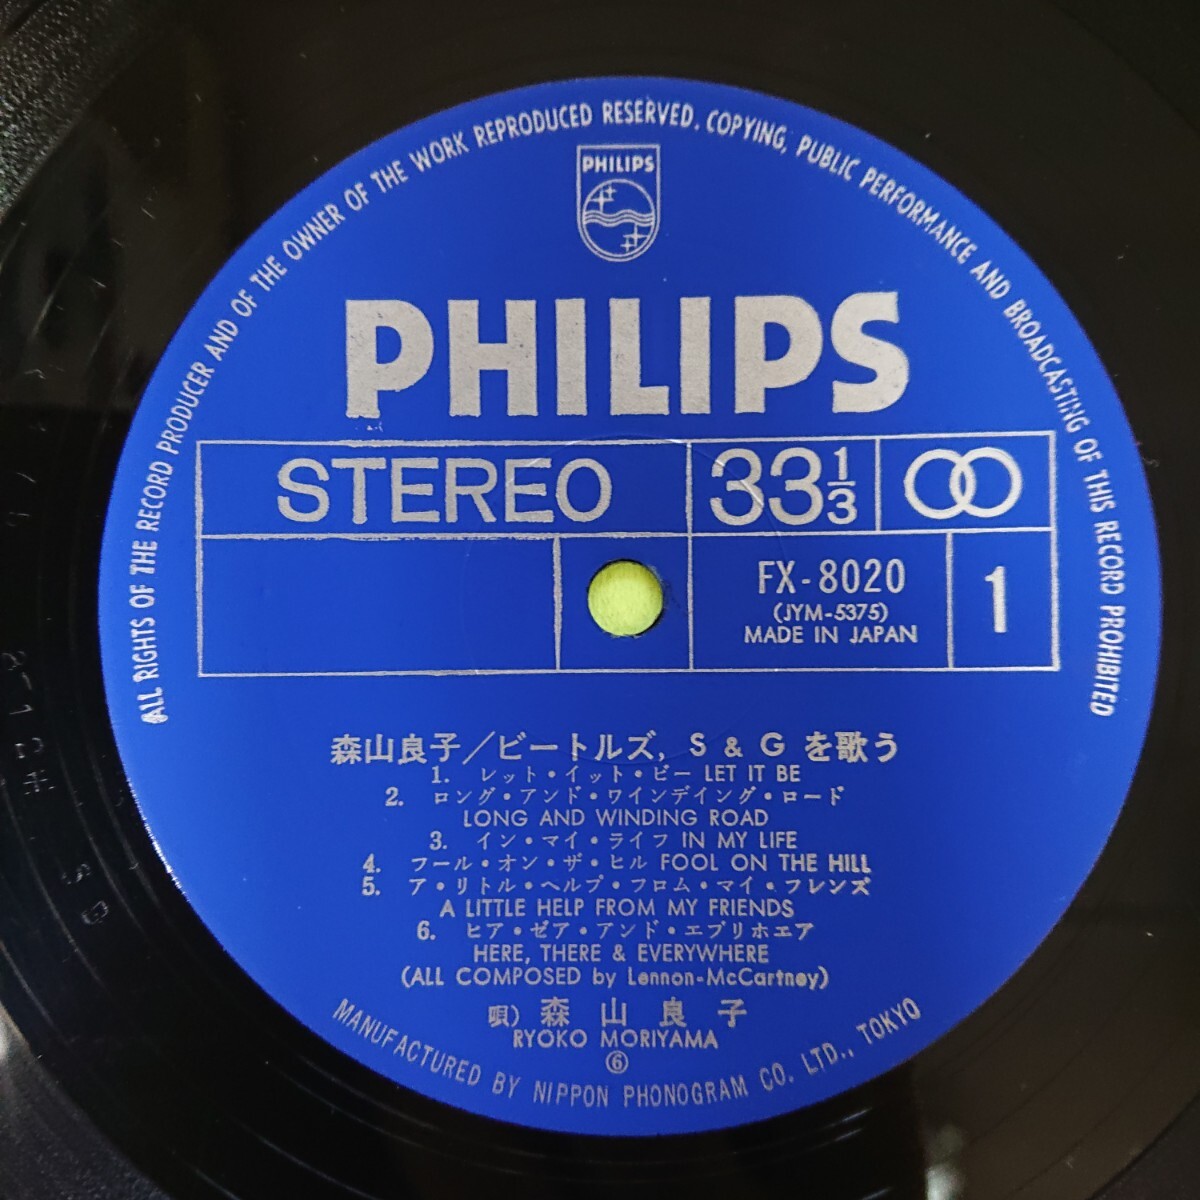 ALL RIGHTS OF THE RECORD PRODUCER AND OF THE OWNER OF THE WORK REPRODUCED RESERVED. COPYING, PUBLIC PERFORMANCE AND BROADCASTING OF THIS RECORD PROHIBITED
PHILIPS
PHILIPS
STEREO
33 1/3
FX-8020
(JYM-5375)
MADE IN JAPAN
1
森山良子/ビートルズ, S & G を歌う
1. レット・イット・ビー LET IT BE
2. ロング・アンド・ワインディング・ロード
LONG AND WINDING ROAD
3. イン・マイ・ライフ IN MY LIFE
4. フール・オン・ザ・ヒル FOOL ON THE HILL
5. ア・リトル・ヘルプ・フロム・マイ・フレンズ
A LITTLE HELP FROM MY FRIENDS
6. ヒア・ゼア・アンド・エブリホエア
HERE, THERE & EVERYWHERE
(ALL COMPOSED by Lennon-McCartney)
唄) 森山良子
RYOKO MORIYAMA
⑥
MANUFACTURED BY NIPPON PHONOGRAM CO. LTD., TOKYO